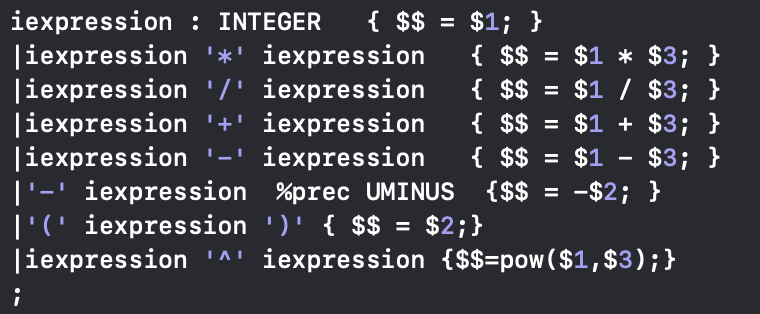 iexpression : INTEGER   { $$ = $1; }
|iexpression '*' iexpression   { $$ = $1 * $3; }
|iexpression '/' iexpression   { $$ = $1 / $3; }
|iexpression '+' iexpression   { $$ = $1 + $3; }
|iexpression '-' iexpression   { $$ = $1 - $3; }
|'-' iexpression  %prec UMINUS  {$$ = -$2; }
|'(' iexpression ')' { $$ = $2;}
|iexpression '^' iexpression {$$=pow($1,$3);}
;